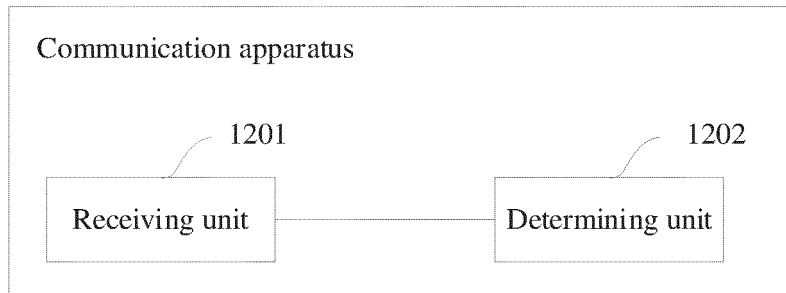 Communication apparatus
1201
1202
Receiving unit
Determining unit